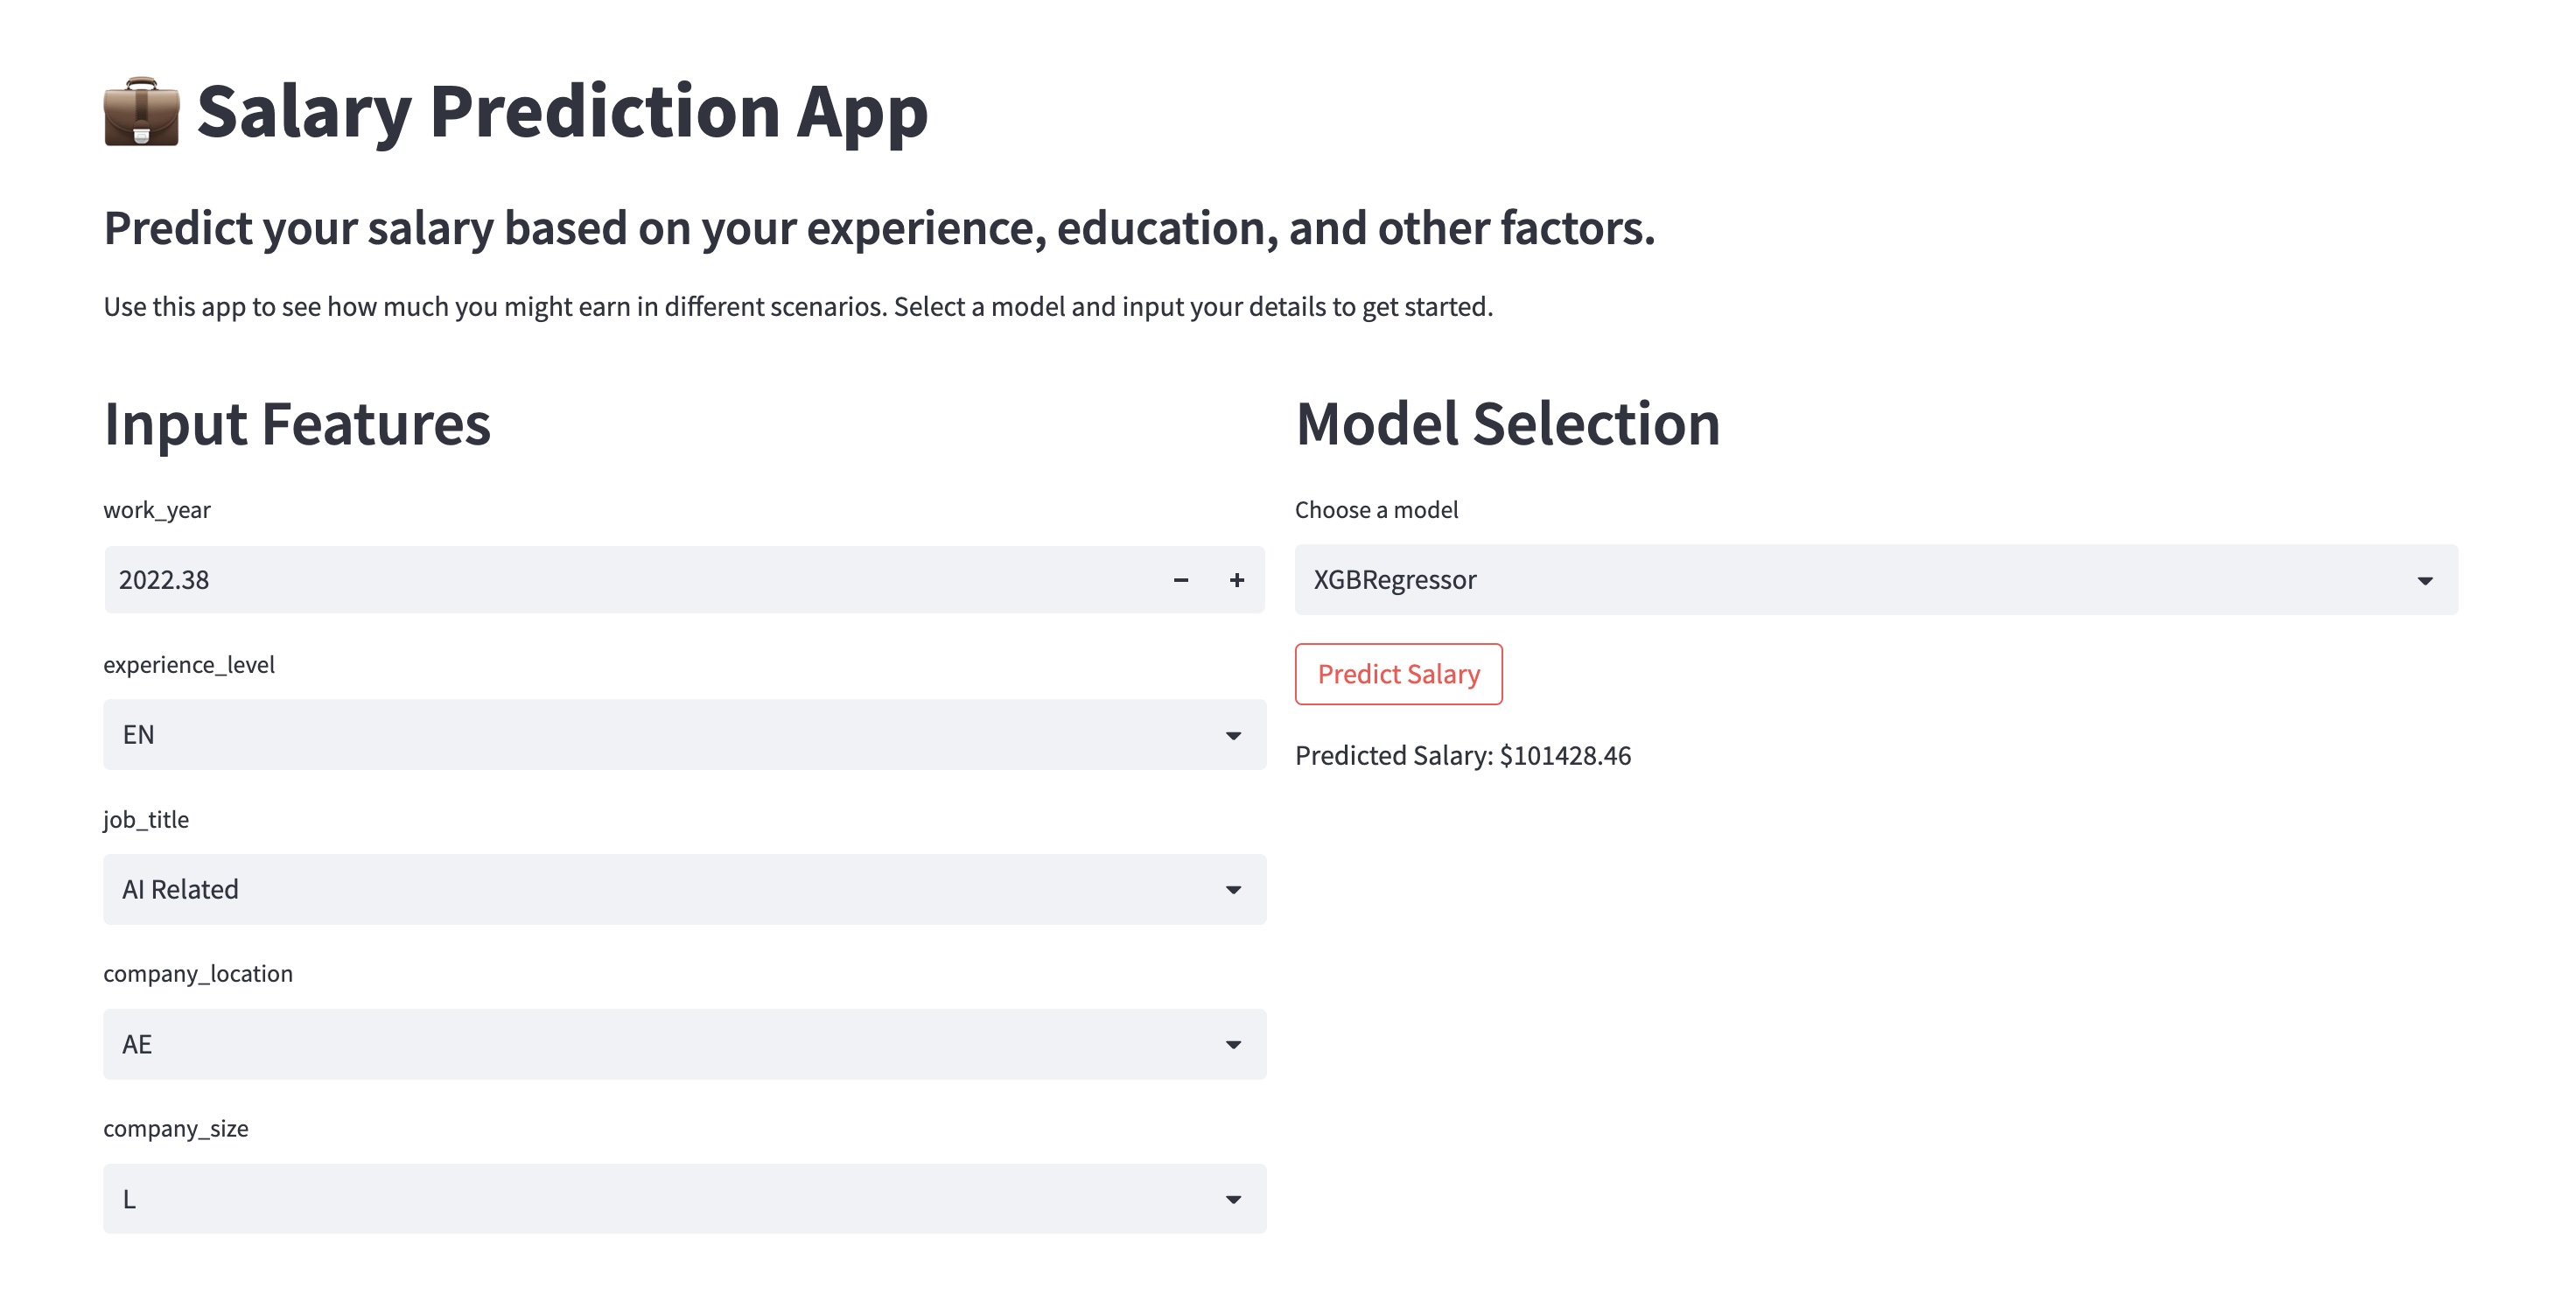 Salary Prediction App
Predict your salary based on your experience, education, and other factors.
Use this app to see how much you might earn in different scenarios. Select a model and input your details to get started.
Input Features
work_year
2022.38
experience_level
EN
job_title
AI Related
company_location
AE
company_size
L
Model Selection
Choose a model
XGBRegressor
Predict Salary
Predicted Salary: $101428.46